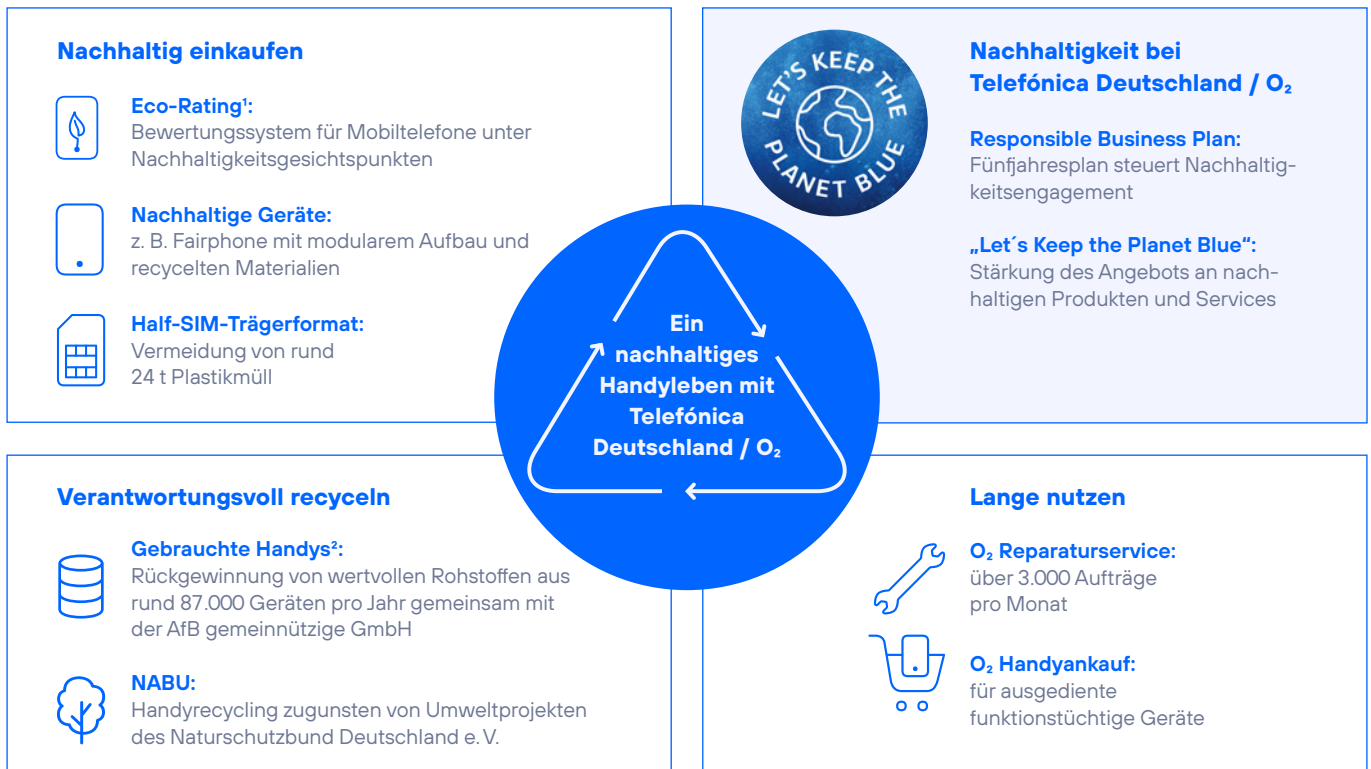 Nachhaltig einkaufen
Eco-Rating¹:
Bewertungssystem für Mobiltelefone unter
Nachhaltigkeitsgesichtspunkten
Nachhaltige Geräte:
z. B. Fairphone mit modularem Aufbau und
recycelten Materialien
Half-SIM-Trägerformat:
Vermeidung von rund
24 t Plastikmüll
LET'S KEEP THE
PLANET BLUE
Nachhaltigkeit bei
Telefónica Deutschland / O₂
Responsible Business Plan:
Fünfjahresplan steuert Nachhaltig-
keitsengagement
„Let´s Keep the Planet Blue“:
Stärkung des Angebots an nach-
haltigen Produkten und Services
Ein
nachhaltiges
Handyleben mit
Telefónica
Deutschland / O₂
Verantwortungsvoll recyceln
Gebrauchte Handys²:
Rückgewinnung von wertvollen Rohstoffen aus
rund 87.000 Geräten pro Jahr gemeinsam mit
der AfB gemeinnützige GmbH
NABU:
Handyrecycling zugunsten von Umweltprojekten
des Naturschutzbund Deutschland e. V.
Lange nutzen
O₂ Reparaturservice:
über 3.000 Aufträge
pro Monat
O₂ Handyankauf:
für ausgediente
funktionstüchtige Geräte